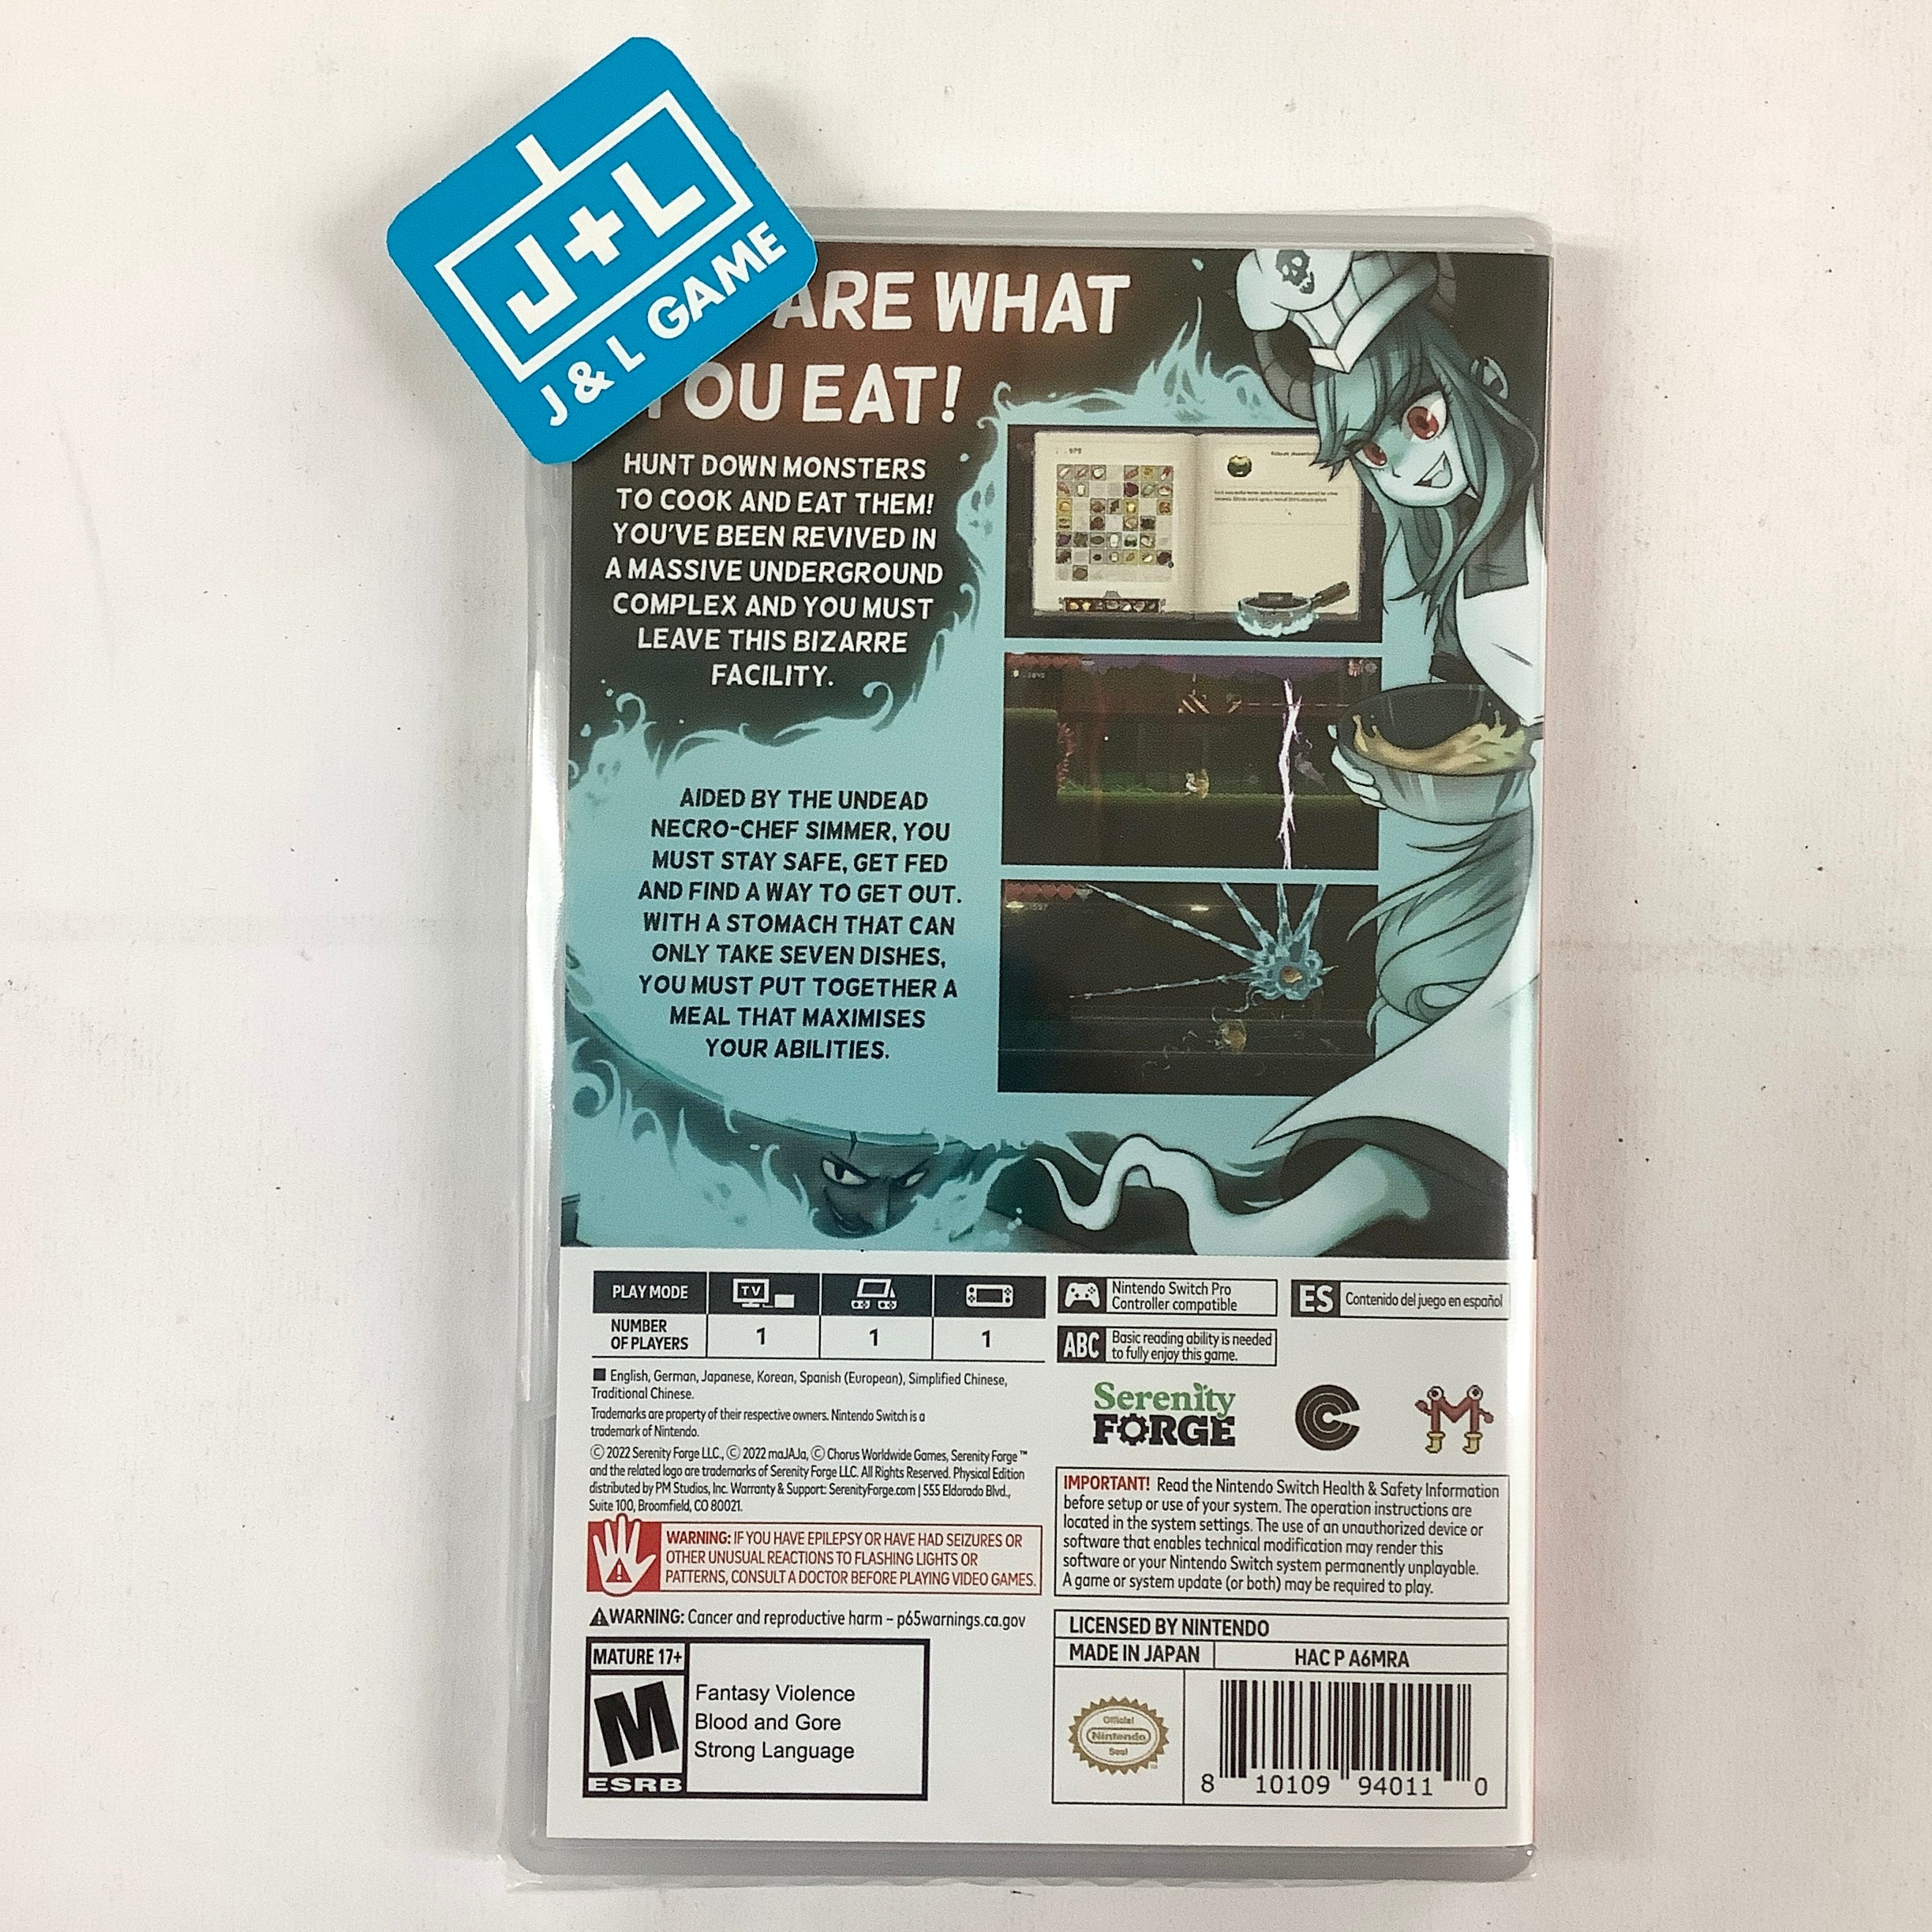 J+L
J & L GAME
ARE WHAT
YOU EAT!
HUNT DOWN MONSTERS
TO COOK AND EAT THEM!
YOU'VE BEEN REVIVED IN
A MASSIVE UNDERGROUND
COMPLEX AND YOU MUST
LEAVE THIS BIZARRE
FACILITY.
AIDED BY THE UNDEAD
NECRO-CHEF SIMMER, YOU
MUST STAY SAFE, GET FED
AND FIND A WAY TO GET OUT.
WITH A STOMACH THAT CAN
ONLY TAKE SEVEN DISHES,
YOU MUST PUT TOGETHER A
MEAL THAT MAXIMISES
YOUR ABILITIES.
PLAY MODE
TV
NUMBER
OF PLAYERS
1 1 1
Nintendo Switch Pro
Controller compatible
ES Contenido del juego en español
ABC Basic reading ability is needed
to fully enjoy this game.
■ English, German, Japanese, Korean, Spanish (European), Simplified Chinese,
Traditional Chinese.
Trademarks are property of their respective owners. Nintendo Switch is a
trademark of Nintendo.
Ⓒ 2022 Serenity Forge LLC., Ⓒ 2022 maJAJa, Ⓒ Chorus Worldwide Games, Serenity Forge ™
and the related logo are trademarks of Serenity Forge LLC. All Rights Reserved. Physical Edition
distributed by PM Studios, Inc. Warranty & Support: SerenityForge.com | 555 Eldorado Blvd.,
Suite 100, Broomfield, CO 80021.
Serenity
FORGE
WARNING: IF YOU HAVE EPILEPSY OR HAVE HAD SEIZURES OR
OTHER UNUSUAL REACTIONS TO FLASHING LIGHTS OR
PATTERNS, CONSULT A DOCTOR BEFORE PLAYING VIDEO GAMES.
WARNING: Cancer and reproductive harm – p65warnings.ca.gov
IMPORTANT! Read the Nintendo Switch Health & Safety Information
before setup or use of your system. The operation instructions are
located in the system settings. The use of an unauthorized device or
software that enables technical modification may render this
software or your Nintendo Switch system permanently unplayable.
A game or system update (or both) may be required to play.
MATURE 17+
M
ESRB
Fantasy Violence
Blood and Gore
Strong Language
LICENSED BY NINTENDO
MADE IN JAPAN
HAC P A6MRA
Official
Nintendo
Seal
8 10109 94011 0